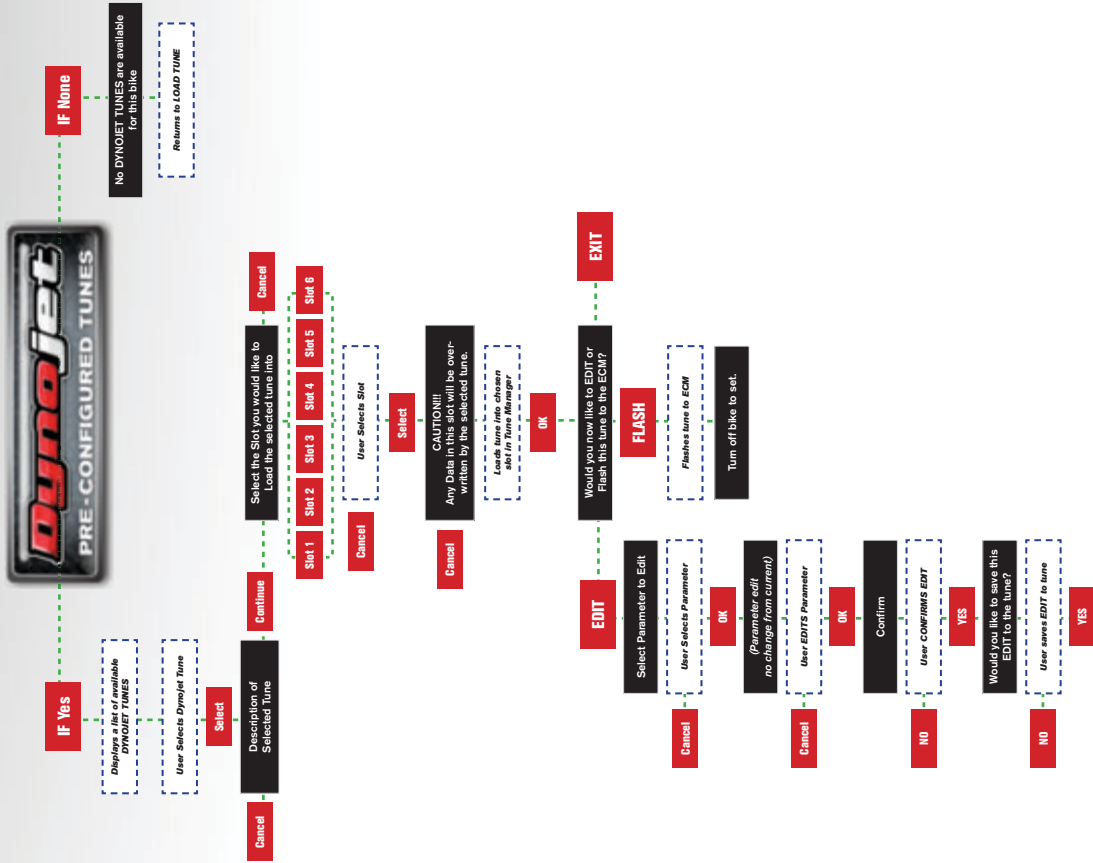 Dynojet
PRE-CONFIGURED TUNES
IF Yes
Displays a list of available
DYNOJET TUNES
User Selects Dynojet Tune
Select
Description of
Selected Tune
Cancel
Continue
Select the Slot you would like to
Load the selected tune into
Cancel
Slot 1
Slot 2
Slot 3
Slot 4
Slot 5
Slot 6
User Selects Slot
Cancel
Select
CAUTION!!!
Any Data in this slot will be over-
written by the selected tune.
Cancel
Loads tune into chosen
slot in Tune Manager
OK
Would you now like to EDIT or
Flash this tune to the ECM?
EDIT
Select Parameter to Edit
User Selects Parameter
Cancel
OK
(Parameter edit
no change from current)
User EDITS Parameter
Cancel
OK
Confirm
User CONFIRMS EDIT
NO
YES
Would you like to save this
EDIT to the tune?
User saves EDIT to tune
NO
YES
FLASH
Flashes tune to ECM
Turn off bike to set.
EXIT
IF None
No DYNOJET TUNES are available
for this bike
Returns to LOAD TUNE